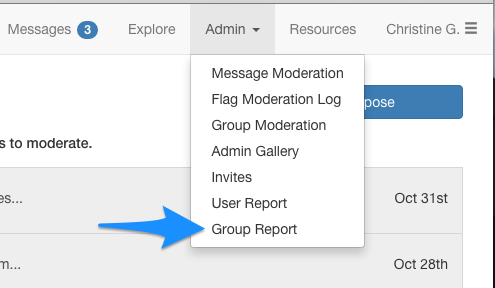 Messages 3 Explore Admin Resources Christine G.
Message Moderation
Flag Moderation Log
Group Moderation
Admin Gallery
Invites
User Report
Group Report
pose
s to moderate.
es... Oct 31st
m... Oct 28th